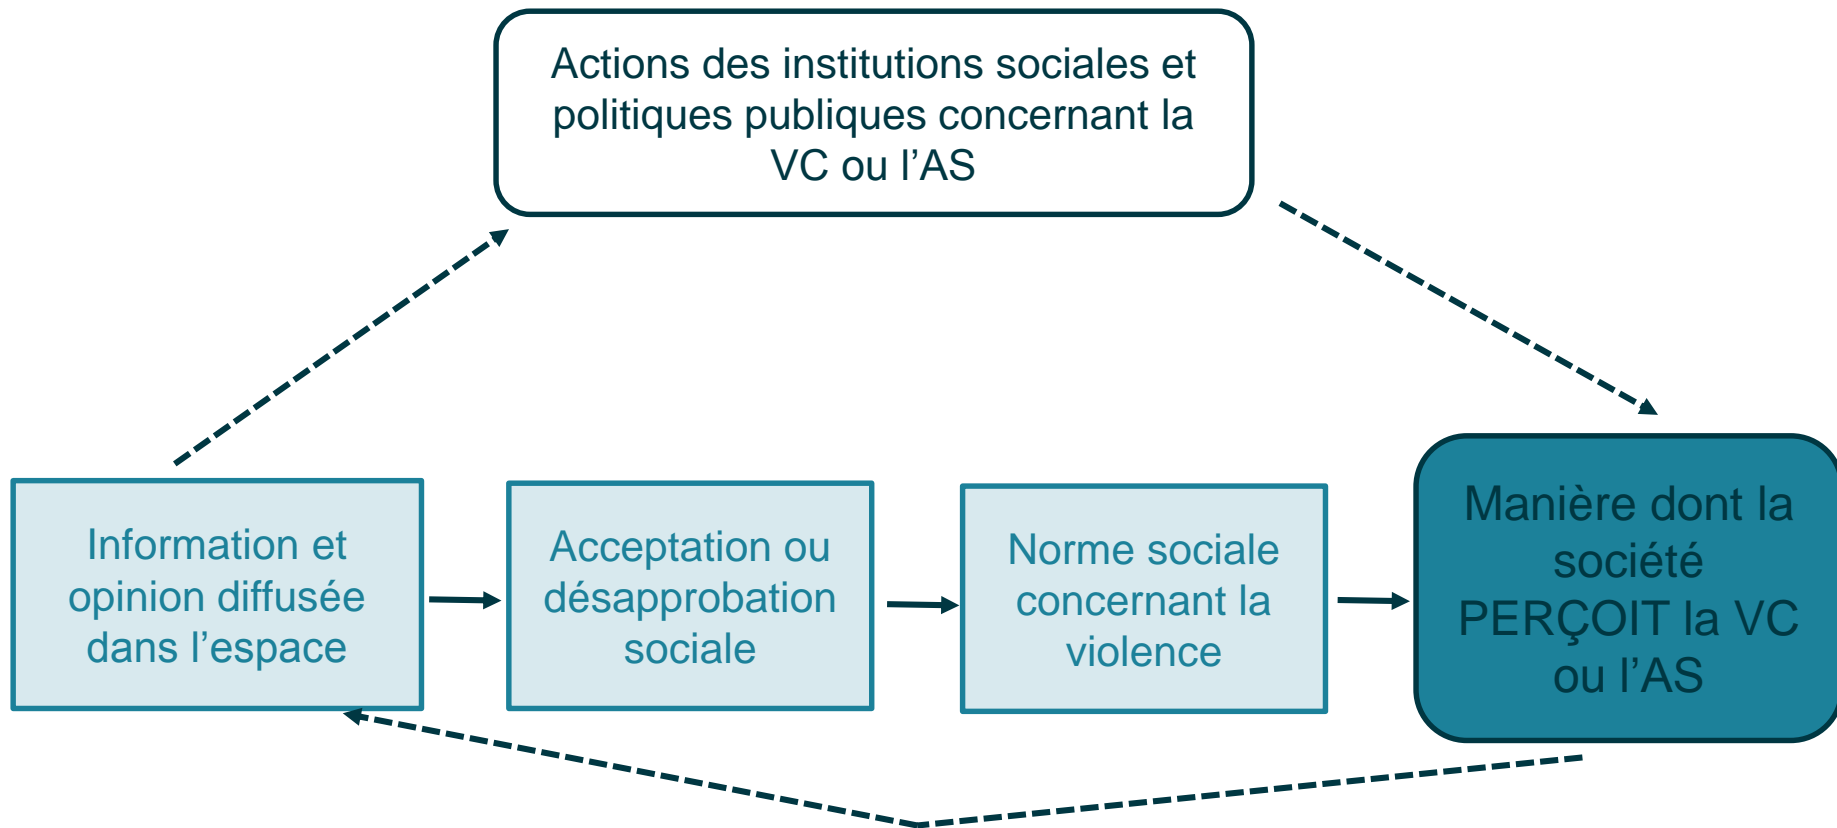 Actions des institutions sociales et
politiques publiques concernant la
VC ou l’AS
Information et
opinion diffusée
dans l’espace
Acceptation ou
désapprobation
sociale
Norme sociale
concernant la
violence
Manière dont la
société
PERÇOIT la VC
ou l’AS